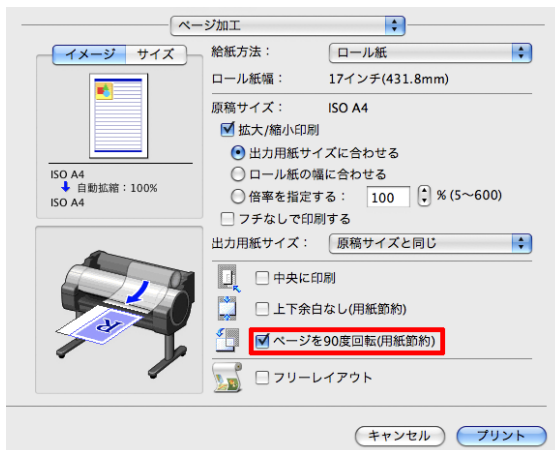 ページ加工
イメージ サイズ
給紙方法： ロール紙
ロール紙幅： 17インチ(431.8mm)
原稿サイズ： ISO A4
拡大/縮小印刷
出力用紙サイズに合わせる
ロール紙の幅に合わせる
倍率を指定する： 100 % (5～600)
フチなしで印刷する
ISO A4
自動拡縮：100%
ISO A4
出力用紙サイズ： 原稿サイズと同じ
中央に印刷
上下余白なし(用紙節約)
ページを90度回転(用紙節約)
フリーレイアウト
R
キャンセル プリント